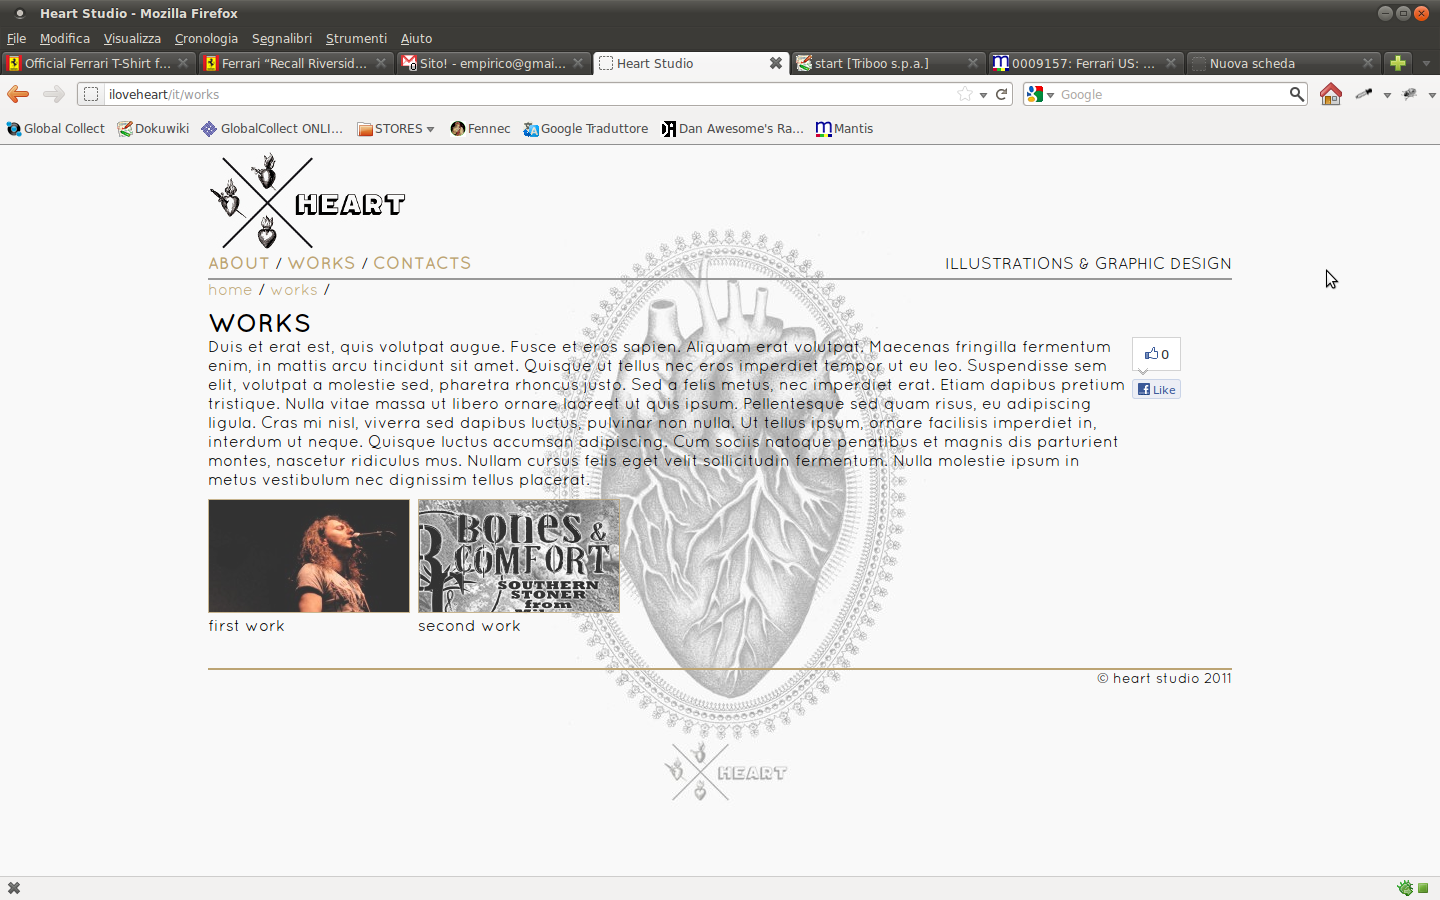 Heart Studio - Mozilla Firefox
File Modifica Visualizza Cronologia Segnalibri Strumenti Aiuto
Official Ferrari T-Shirt f... Ferrari “Recall Riversid... Sito! - empirico@gmai... Heart Studio start [Triboo s.p.a.] 0009157: Ferrari US: ... Nuova scheda
iloveheart/it/works Google
Global Collect Dokuwiki GlobalCollect ONLI... STORES Fennec Google Traduttore Dan Awesome's Ra... Mantis
HEART
ABOUT / WORKS / CONTACTS ILLUSTRATIONS & GRAPHIC DESIGN
home / works /
WORKS
Duis et erat est, quis volutpat augue. Fusce et eros sapien. Aliquam erat volutpat. Maecenas fringilla fermentum
enim, in mattis arcu tincidunt sit amet. Quisque ut tellus nec eros imperdiet tempor ut eu leo. Suspendisse sem
elit, volutpat a molestie sed, pharetra rhoncus justo. Sed a felis metus, nec imperdiet erat. Etiam dapibus pretium
tristique. Nulla vitae massa ut libero ornare laoreet ut quis ipsum. Pellentesque sed quam risus, eu adipiscing
ligula. Cras mi nisl, viverra sed dapibus luctus, pulvinar non nulla. Ut tellus ipsum, ornare facilisis imperdiet in,
interdum ut neque. Quisque luctus accumsan adipiscing. Cum sociis natoque penatibus et magnis dis parturient
montes, nascetur ridiculus mus. Nullam cursus felis eget velit sollicitudin fermentum. Nulla molestie ipsum in
metus vestibulum nec dignissim tellus placerat.
0
Like
BONES &
COMFORT
SOUTHERN
STONER
from
first work second work
© heart studio 2011
HEART